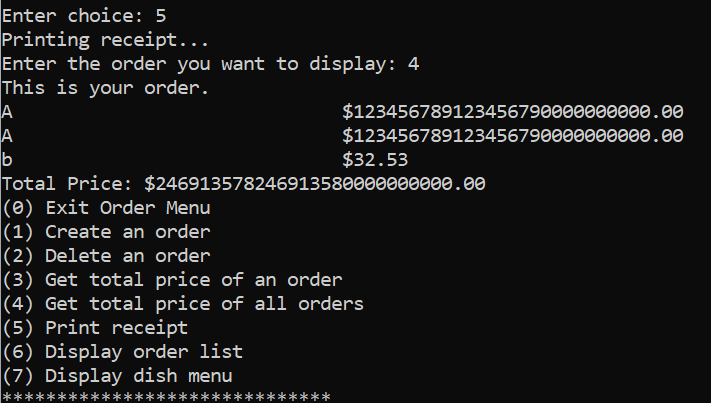 Enter choice: 5
Printing receipt...
Enter the order you want to display: 4
This is your order.
A $123456789123456790000000000.00
A $123456789123456790000000000.00
b $32.53
Total Price: $246913578246913580000000000.00
(0) Exit Order Menu
(1) Create an order
(2) Delete an order
(3) Get total price of an order
(4) Get total price of all orders
(5) Print receipt
(6) Display order list
(7) Display dish menu
******************************